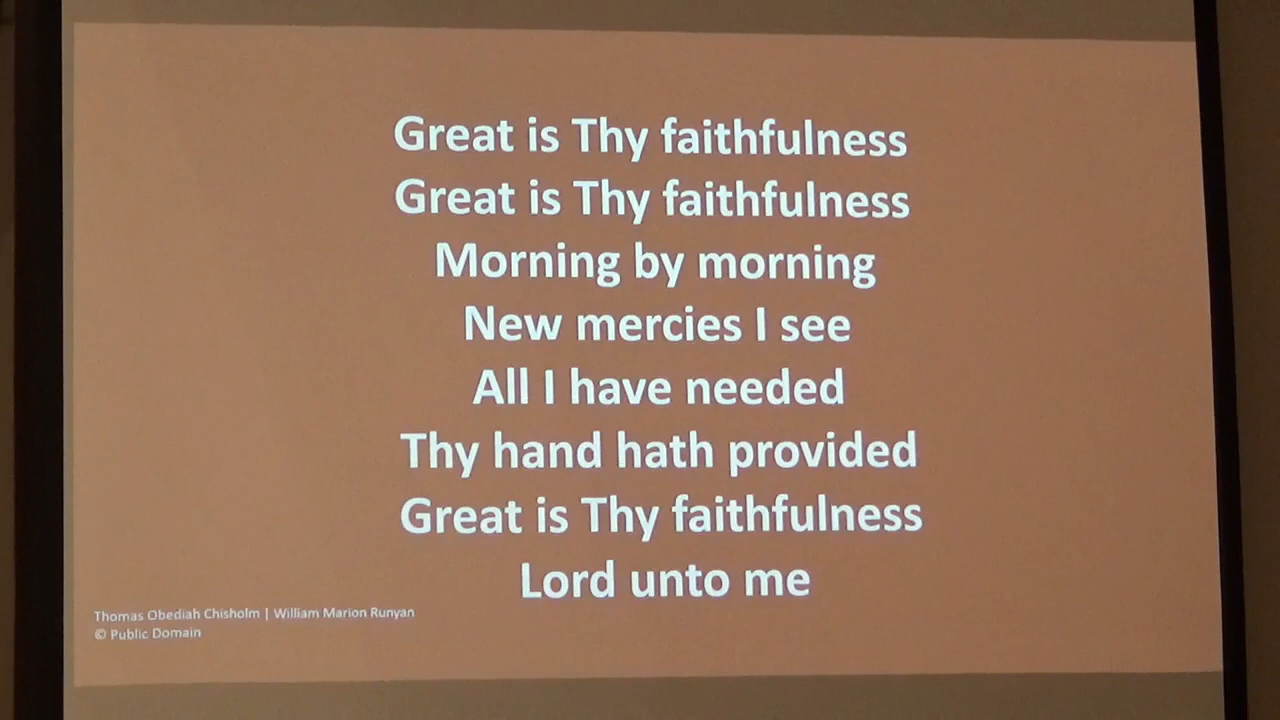 Great is Thy faithfulness
Great is Thy faithfulness
Morning by morning
New mercies I see
All I have needed
Thy hand hath provided
Great is Thy faithfulness
Lord unto me
Thomas Obediah Chisholm | William Marion Runyan
© Public Domain